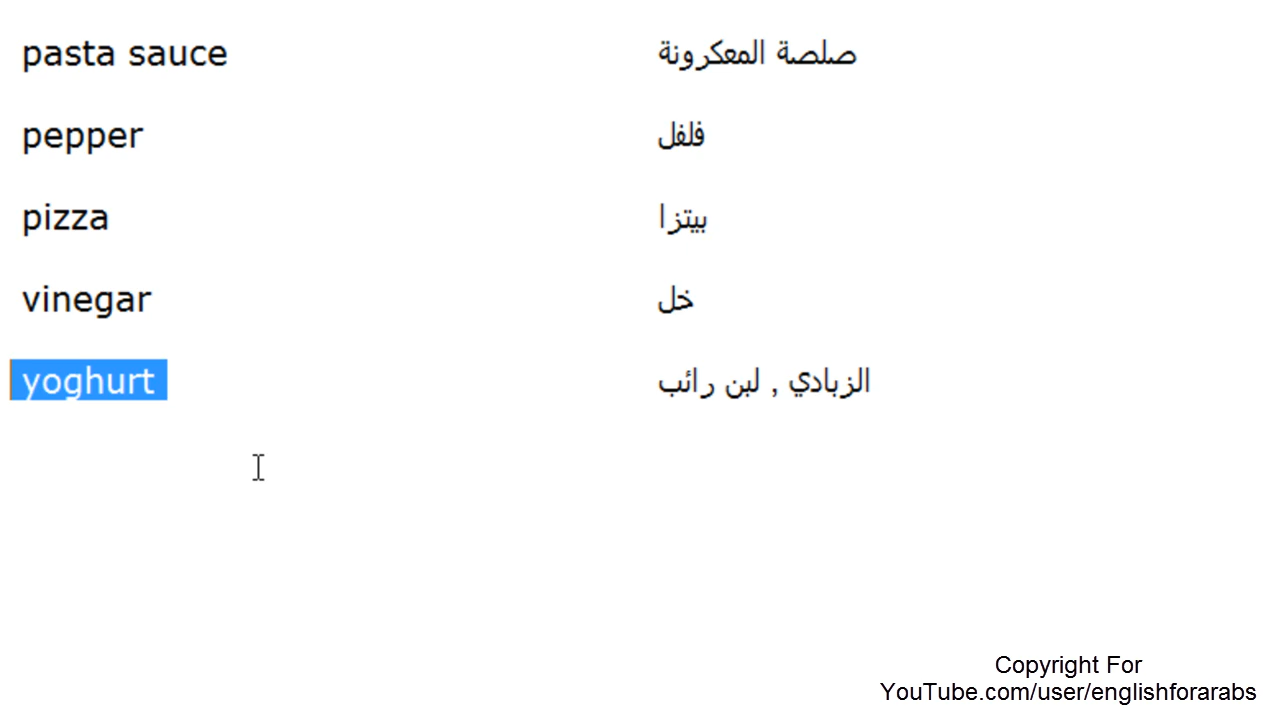 pasta sauce صلصة المعكرونة
pepper فلفل
pizza بيتزا
vinegar خل
yoghurt الزبادي , لبن رائب
Copyright For
YouTube.com/user/englishforarabs